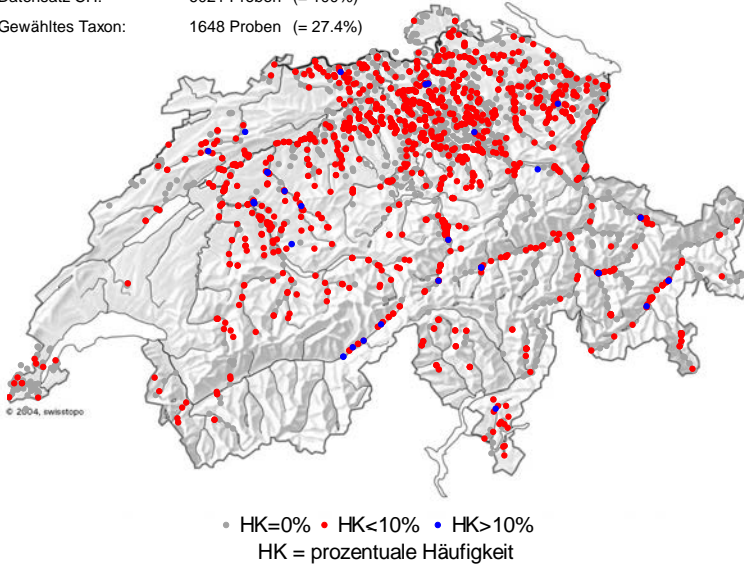 Gewähltes Taxon: 1648 Proben (= 27.4%)
© 2004, swisstopo
HK=0% HK<10% HK>10%
HK = prozentuale Häufigkeit